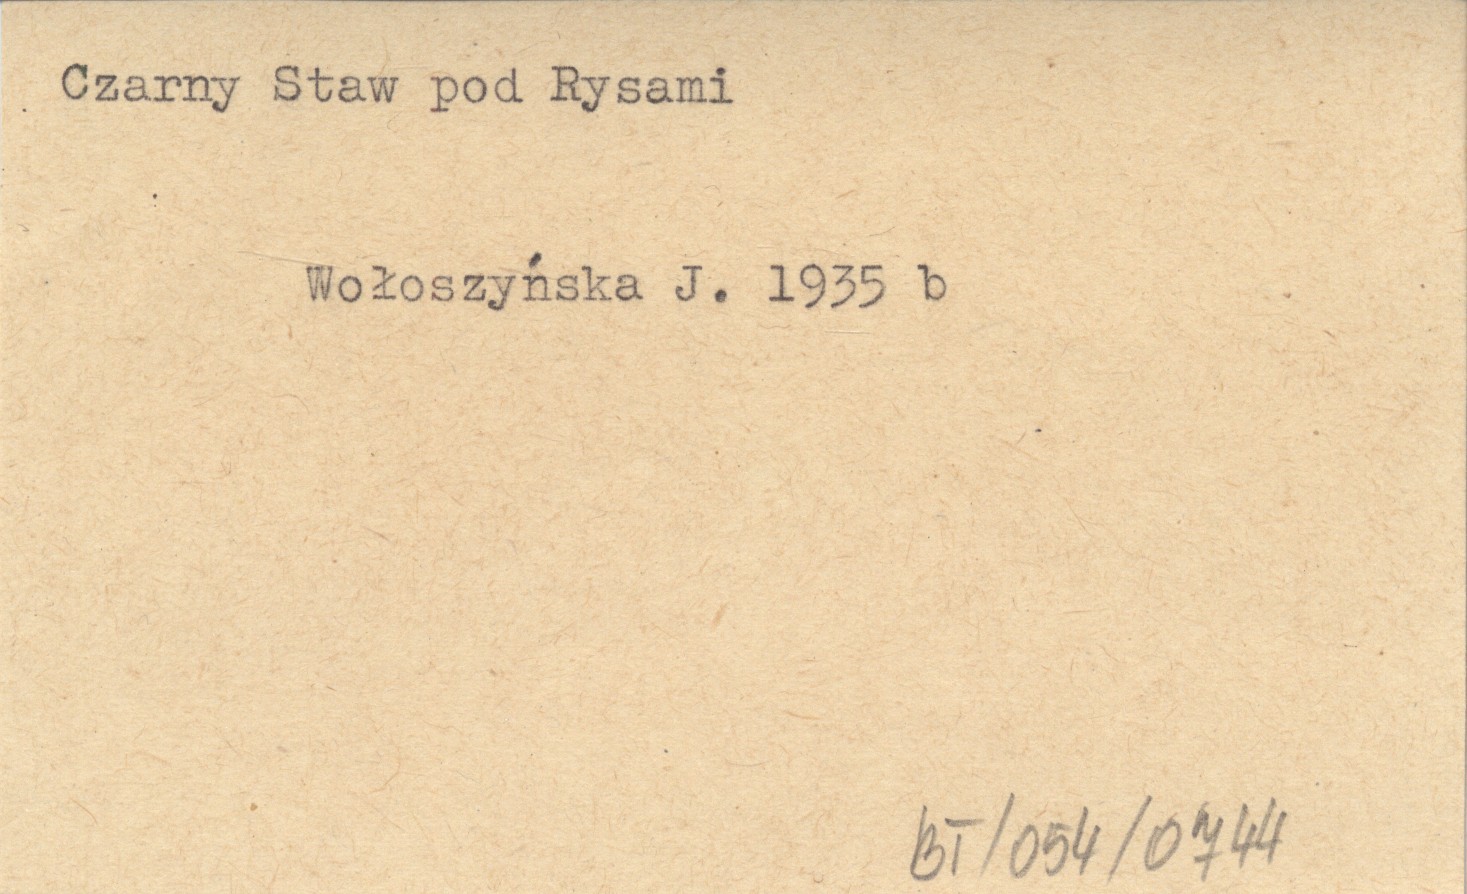 Czarny Staw pod Rysami
Wołoszyńska J. 1935 b
BT/054/0744